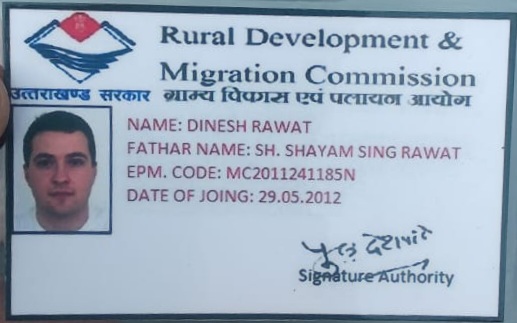 Rural Development &
Migration Commission
उत्तराखण्ड सरकार ग्राम्य विकास एवं पलायन आयोग
NAME: DINESH RAWAT
FATHAR NAME: SH. SHAYAM SING RAWAT
EPM. CODE: MC2011241185N
DATE OF JOING: 29.05.2012
Signature Authority